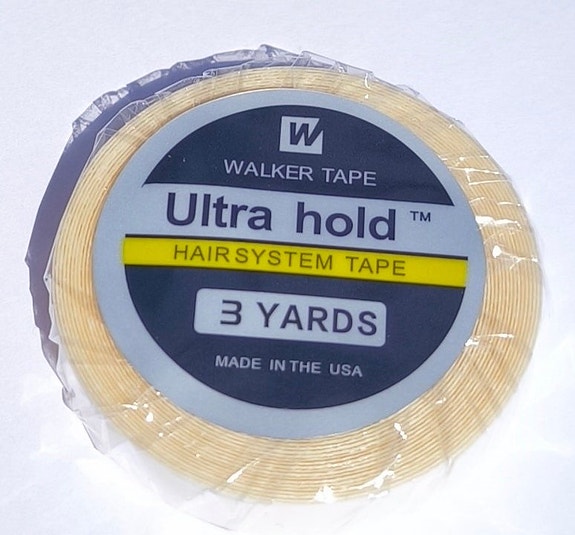 W
WALKER TAPE
Ultra hold™
HAIR SYSTEM TAPE
3 YARDS
MADE IN THE USA